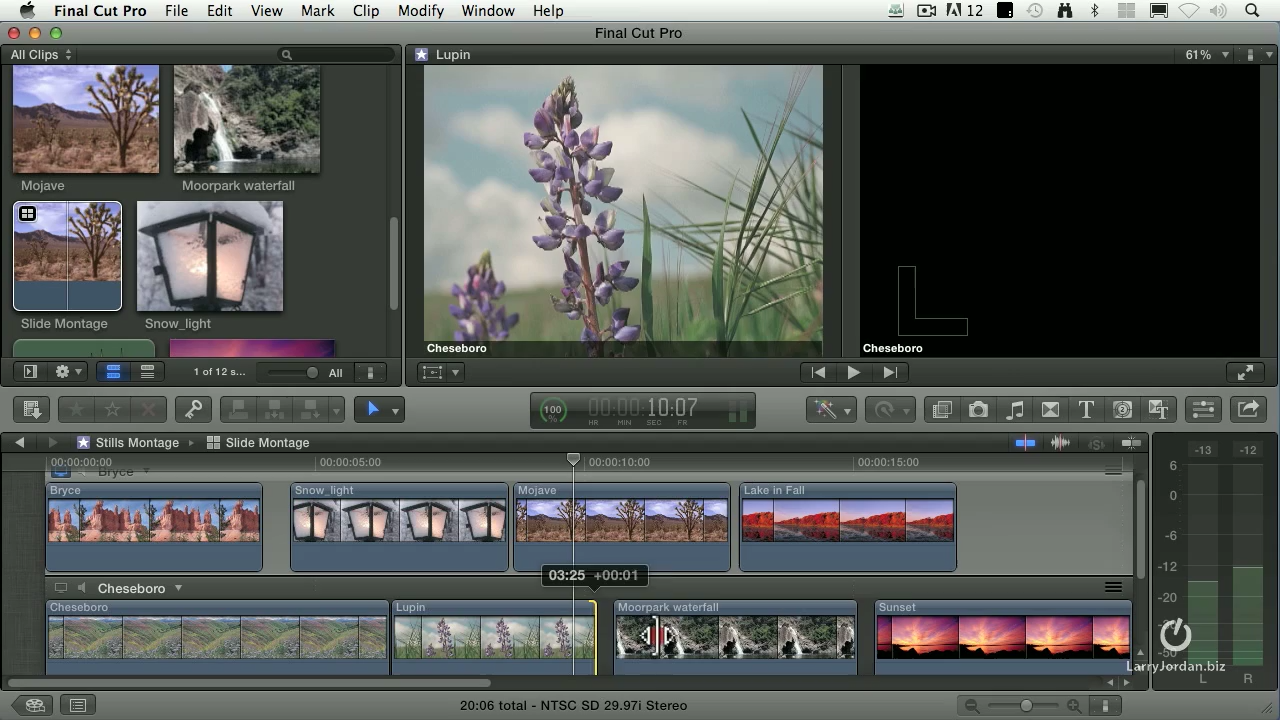 Final Cut Pro File Edit View Mark Clip Modify Window Help 12
Final Cut Pro
All Clips
Lupin
61%
Mojave
Moorpark waterfall
Slide Montage
Snow_light
Cheseboro
Cheseboro
1 of 12 s...
All
100
%
00:00:10:07
HR MIN SEC FR
T
2
Stills Montage
Slide Montage
00:00:00:00
00:00:05:00
00:00:10:00
00:00:15:00
Bryce
Bryce
Snow_light
Mojave
Lake in Fall
03:25 +00:01
Cheseboro
Cheseboro
Lupin
Moorpark waterfall
Sunset
-13 -12
6
0
-6
-12
-20
-30
-50
LarryJordan.biz
L R
20:06 total - NTSC SD 29.97i Stereo